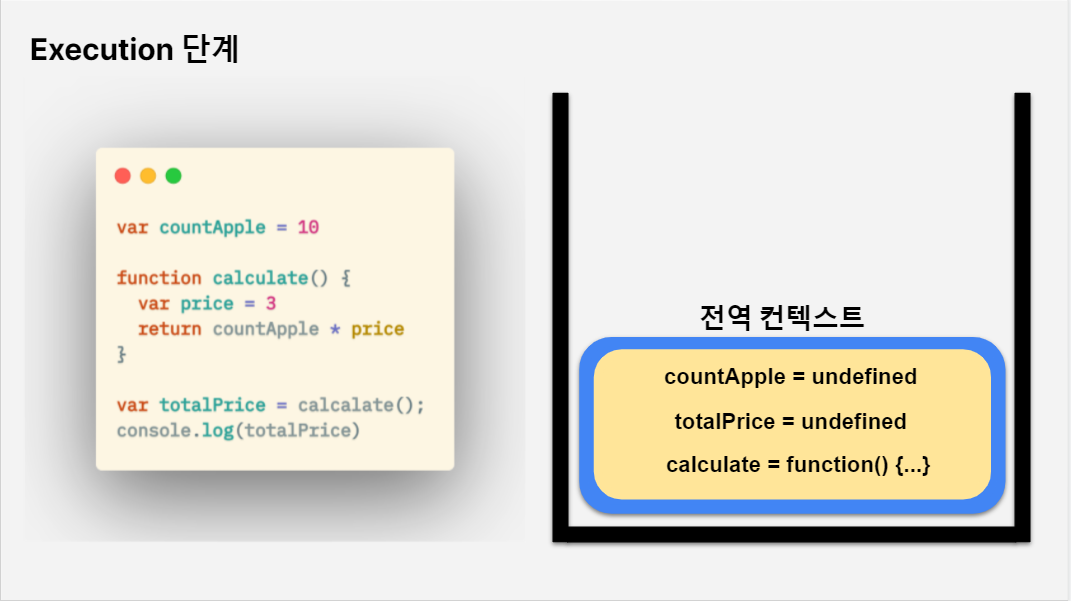 Execution 단계
var countApple = 10
function calculate() {
var price = 3
return countApple * price
}
var totalPrice = calcalate();
console.log(totalPrice)
전역 컨텍스트
countApple = undefined
totalPrice = undefined
calculate = function() {...}